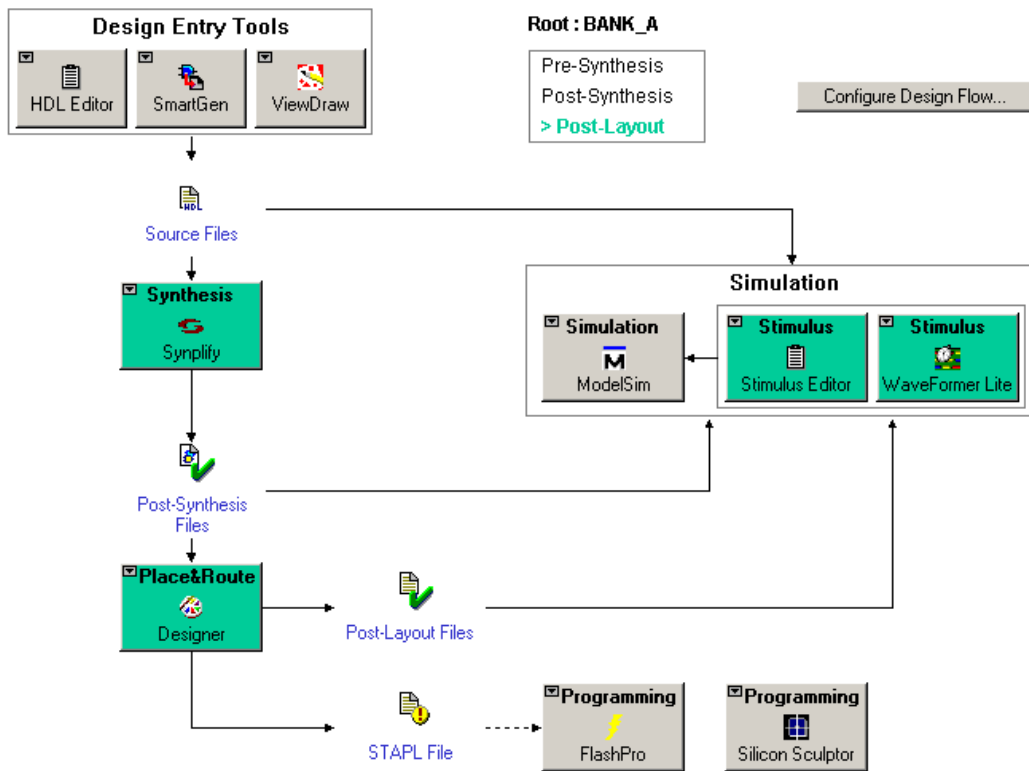 Design Entry Tools
HDL Editor
SmartGen
ViewDraw
Root : BANK_A
Pre-Synthesis
Post-Synthesis
> Post-Layout
Configure Design Flow...
HDL
Source Files
Synthesis
Synplify
Simulation
Simulation
M
ModelSim
Stimulus
Stimulus Editor
Stimulus
WaveFormer Lite
Post-Synthesis
Files
Place&Route
Designer
Post-Layout Files
STAPL File
Programming
FlashPro
Programming
Silicon Sculptor